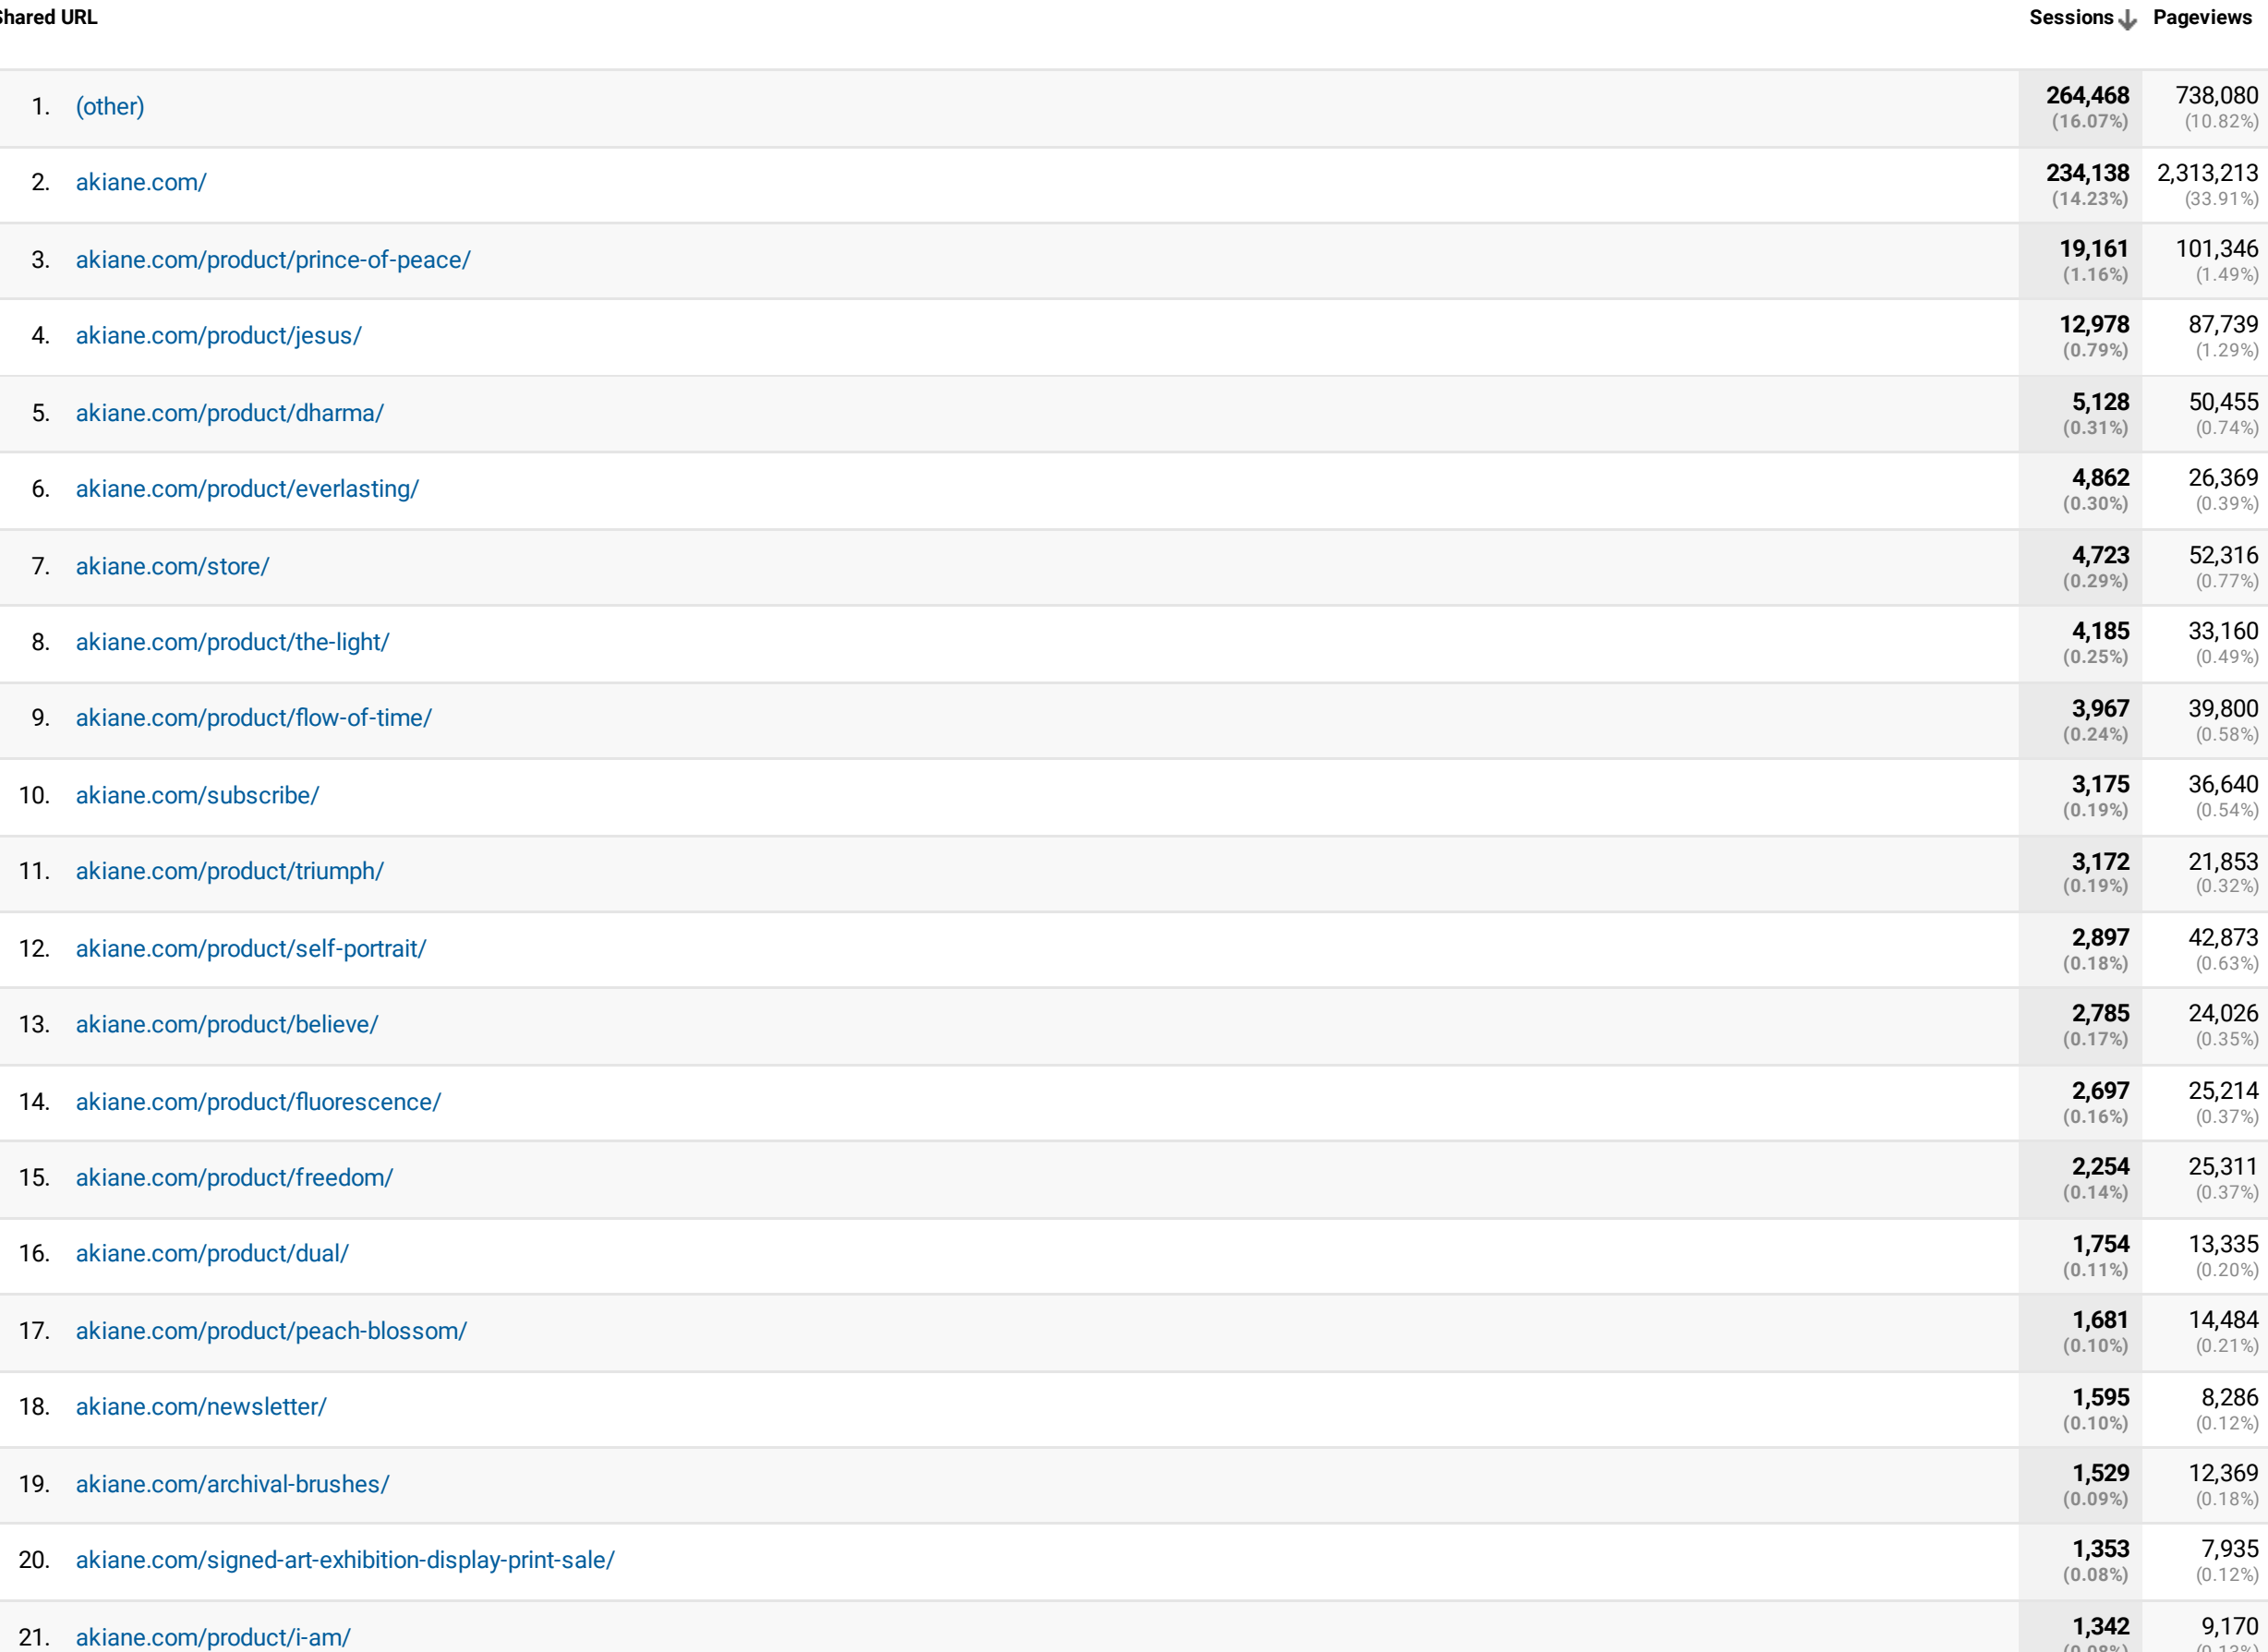 Shared URL Sessions Pageviews
1. (other) 264,468 738,080
(16.07%) (10.82%)
2. akiane.com/ 234,138 2,313,213
(14.23%) (33.91%)
3. akiane.com/product/prince-of-peace/ 19,161 101,346
(1.16%) (1.49%)
4. akiane.com/product/jesus/ 12,978 87,739
(0.79%) (1.29%)
5. akiane.com/product/dharma/ 5,128 50,455
(0.31%) (0.74%)
6. akiane.com/product/everlasting/ 4,862 26,369
(0.30%) (0.39%)
7. akiane.com/store/ 4,723 52,316
(0.29%) (0.77%)
8. akiane.com/product/the-light/ 4,185 33,160
(0.25%) (0.49%)
9. akiane.com/product/flow-of-time/ 3,967 39,800
(0.24%) (0.58%)
10. akiane.com/subscribe/ 3,175 36,640
(0.19%) (0.54%)
11. akiane.com/product/triumph/ 3,172 21,853
(0.19%) (0.32%)
12. akiane.com/product/self-portrait/ 2,897 42,873
(0.18%) (0.63%)
13. akiane.com/product/believe/ 2,785 24,026
(0.17%) (0.35%)
14. akiane.com/product/fluorescence/ 2,697 25,214
(0.16%) (0.37%)
15. akiane.com/product/freedom/ 2,254 25,311
(0.14%) (0.37%)
16. akiane.com/product/dual/ 1,754 13,335
(0.11%) (0.20%)
17. akiane.com/product/peach-blossom/ 1,681 14,484
(0.10%) (0.21%)
18. akiane.com/newsletter/ 1,595 8,286
(0.10%) (0.12%)
19. akiane.com/archival-brushes/ 1,529 12,369
(0.09%) (0.18%)
20. akiane.com/signed-art-exhibition-display-print-sale/ 1,353 7,935
(0.08%) (0.12%)
21. akiane.com/product/i-am/ 1,342 9,170
(0.08%) (0.13%)